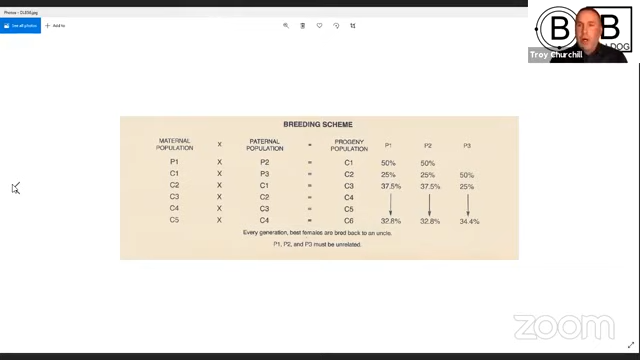 Photos - DLE06.jpg
See all photos
Add to
B B
DOG
Troy Churchill
BREEDING SCHEME
MATERNAL POPULATION X PATERNAL POPULATION = PROGENY POPULATION P1 P2 P3
P1 X P2 = C1 50% 50%
C1 X P3 = C2 25% 25% 50%
C2 X C1 = C3 37.5% 37.5% 25%
C3 X C2 = C4
C4 X C3 = C5
C5 X C4 = C6 32.8% 32.8% 34.4%
Every generation, best females are bred back to an uncle.
P1, P2, and P3 must be unrelated.
zoom